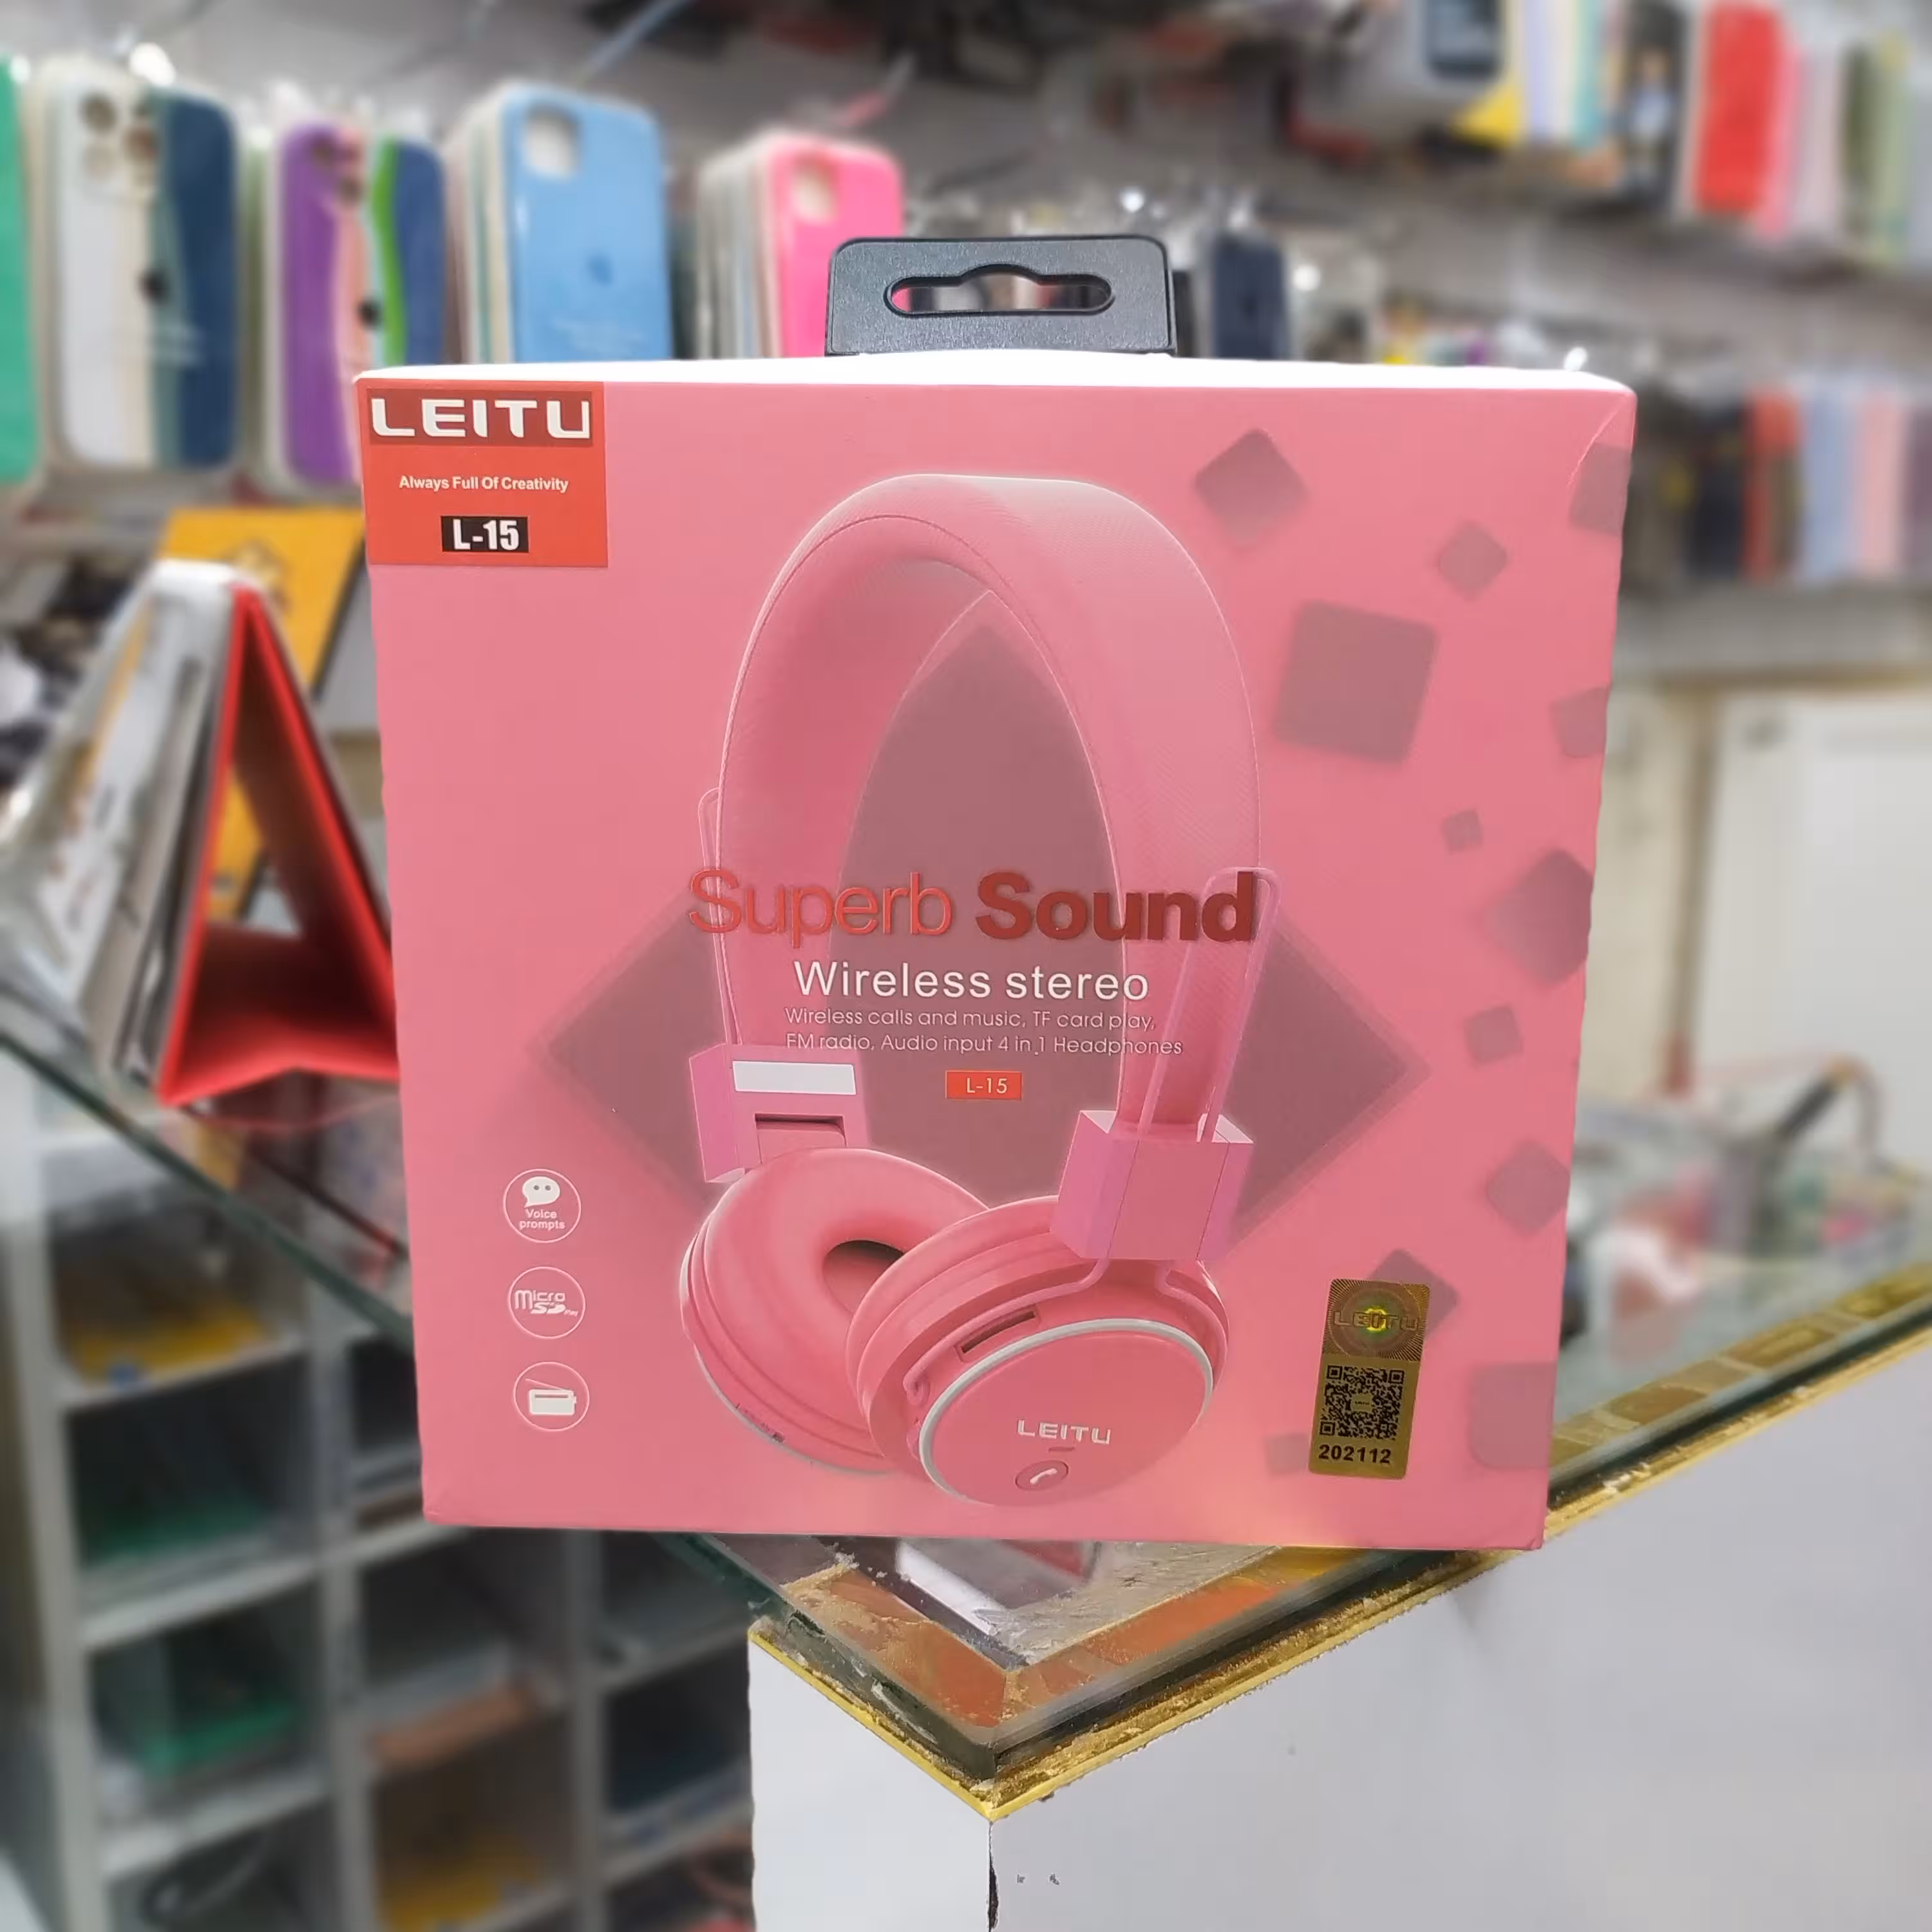 LEITU
Always Full Of Creativity
L-15
Superb Sound
Wireless stereo
Wireless calls and music, TF card play,
FM radio, Audio input 4 in 1 Headphones
L-15
Voice
prompts
Micro
SD Play
LEITU
LEITU
202112